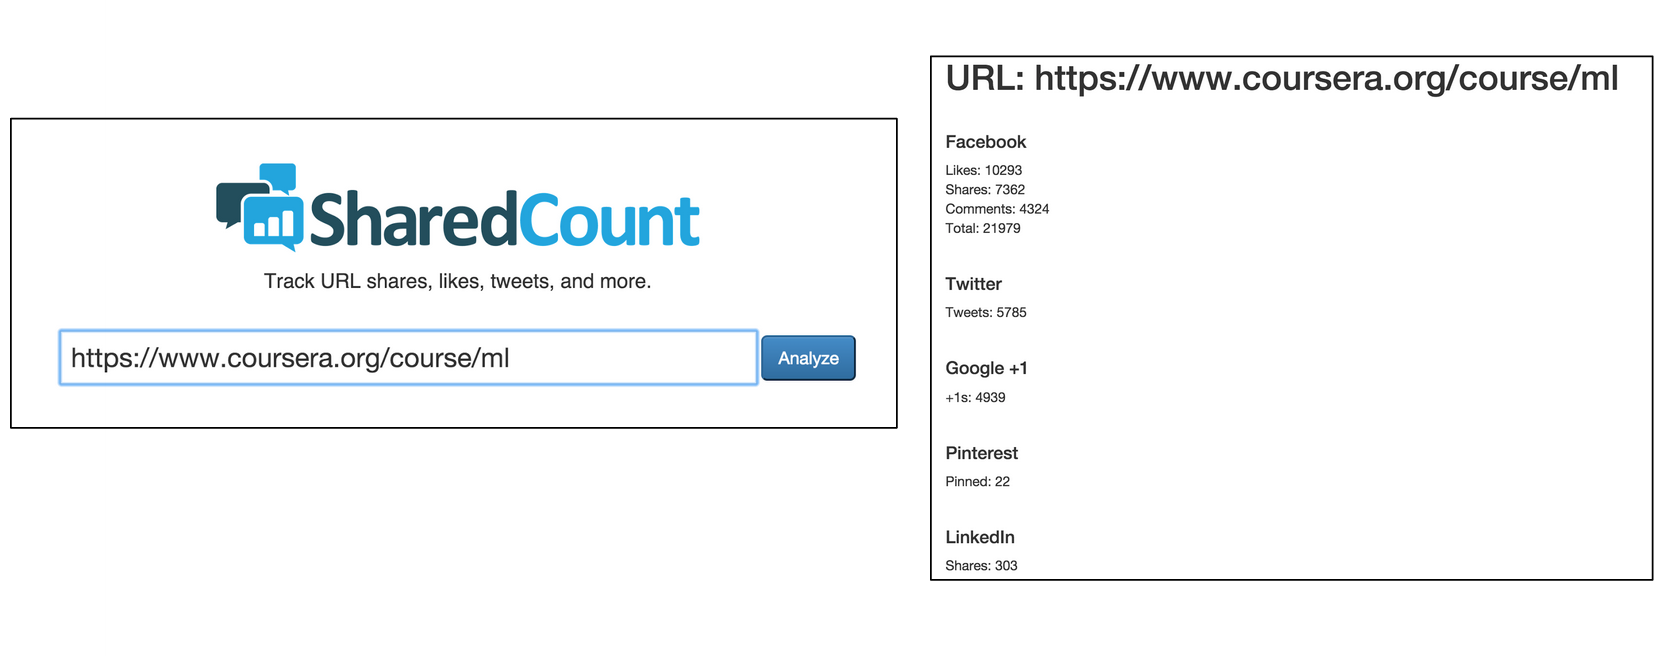 SharedCount
Track URL shares, likes, tweets, and more.
https://www.coursera.org/course/ml
Analyze
URL: https://www.coursera.org/course/ml
Facebook
Likes: 10293
Shares: 7362
Comments: 4324
Total: 21979
Twitter
Tweets: 5785
Google +1
+1s: 4939
Pinterest
Pinned: 22
LinkedIn
Shares: 303